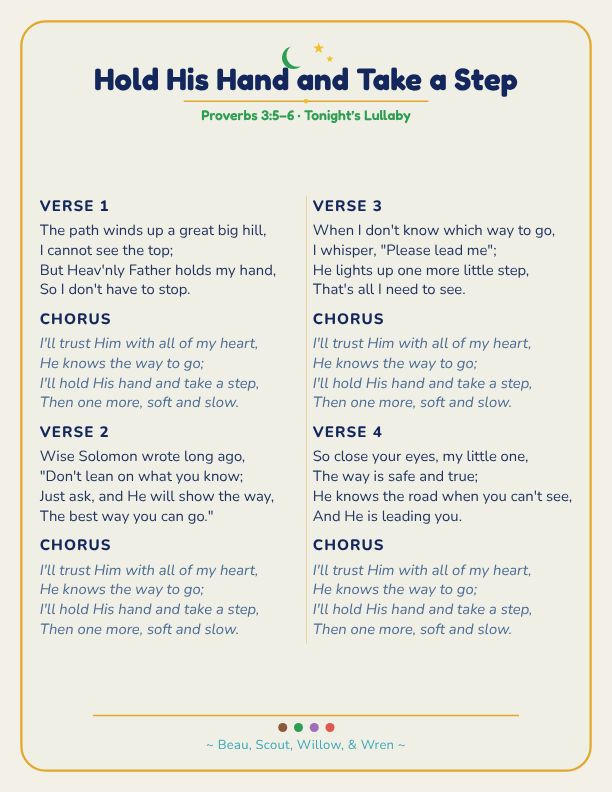 Hold His Hand and Take a Step
Proverbs 3:5–6 · Tonight's Lullaby
VERSE 1
The path winds up a great big hill,
I cannot see the top;
But Heav'nly Father holds my hand,
So I don't have to stop.
CHORUS
I'll trust Him with all of my heart,
He knows the way to go;
I'll hold His hand and take a step,
Then one more, soft and slow.
VERSE 2
Wise Solomon wrote long ago,
"Don't lean on what you know;
Just ask, and He will show the way,
The best way you can go."
CHORUS
I'll trust Him with all of my heart,
He knows the way to go;
I'll hold His hand and take a step,
Then one more, soft and slow.
VERSE 3
When I don't know which way to go,
I whisper, "Please lead me";
He lights up one more little step,
That's all I need to see.
CHORUS
I'll trust Him with all of my heart,
He knows the way to go;
I'll hold His hand and take a step,
Then one more, soft and slow.
VERSE 4
So close your eyes, my little one,
The way is safe and true;
He knows the road when you can't see,
And He is leading you.
CHORUS
I'll trust Him with all of my heart,
He knows the way to go;
I'll hold His hand and take a step,
Then one more, soft and slow.
~ Beau, Scout, Willow, & Wren ~